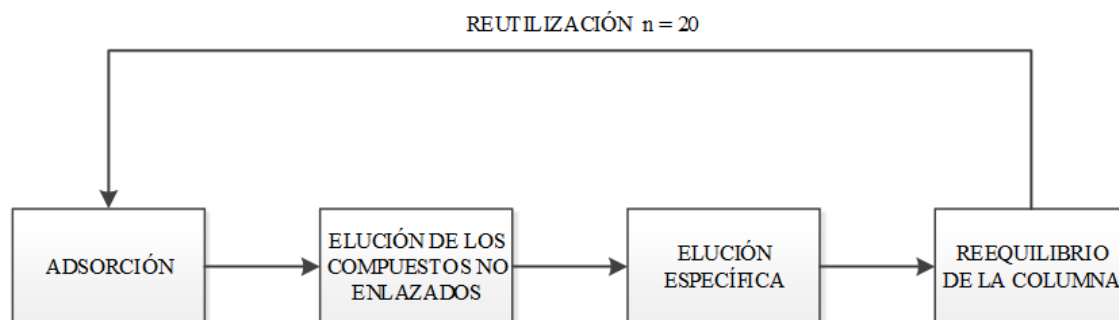 REUTILIZACIÓN n = 20
ADSORCIÓN
ELUCIÓN DE LOS
COMPUESTOS NO
ENLAZADOS
ELUCIÓN
ESPECÍFICA
REEQUILIBRIO
DE LA COLUMNA